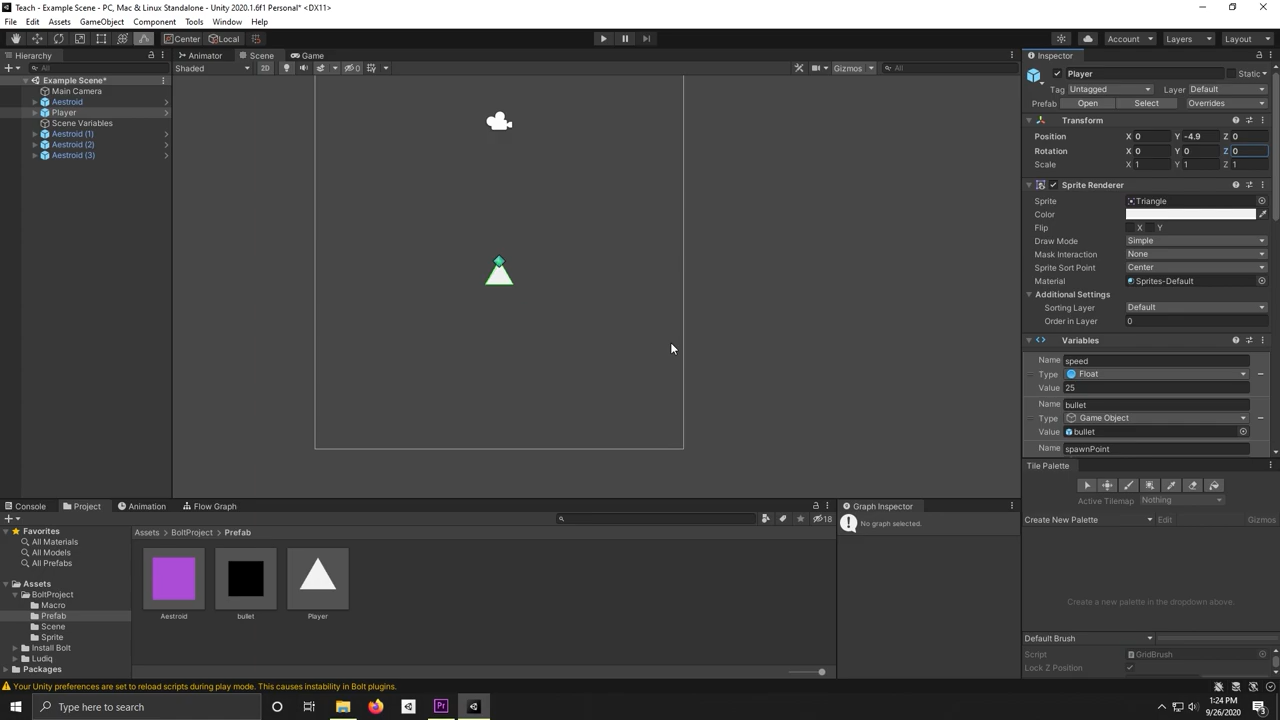 Teach - Example Scene - PC, Mac & Linux Standalone - Unity 2020.1.6f1 Personal* <DX11>
File Edit Assets GameObject Component Tools Window Help
Center Local Account Layers Layout
Hierarchy
All
Example Scene*
Main Camera
Aestroid
Player
Scene Variables
Aestroid (1)
Aestroid (2)
Aestroid (3)
Animator Scene Game
Shaded 2D 0 Gizmos All
Inspector
Player Static
Tag Untagged Layer Default
Prefab Open Select Overrides
Transform
Position X 0 Y -4.9 Z 0
Rotation X 0 Y 0 Z 0
Scale X 1 Y 1 Z 1
Sprite Renderer
Sprite Triangle
Color
Flip X Y
Draw Mode Simple
Mask Interaction None
Sprite Sort Point Center
Material Sprites-Default
Additional Settings
Sorting Layer Default
Order in Layer 0
Variables
Name speed
Type Float
Value 25
Name bullet
Type Game Object
Value bullet
Name spawnPoint
Tile Palette
Active Tilemap Nothing
Create New Palette Edit Gizmos
Create a new palette in the dropdown above.
Default Brush
Script GridBrush
Lock Z Position
Console Project Animation Flow Graph
18
Favorites
All Materials
All Models
All Prefabs
Assets
BoltProject
Macro
Prefab
Scene
Sprite
Install Bolt
Ludiq
Packages
Assets > BoltProject > Prefab
Aestroid bullet Player
Graph Inspector
No graph selected.
Your Unity preferences are set to reload scripts during play mode. This causes instability in Bolt plugins.
Type here to search
1:24 PM
9/26/2020
3